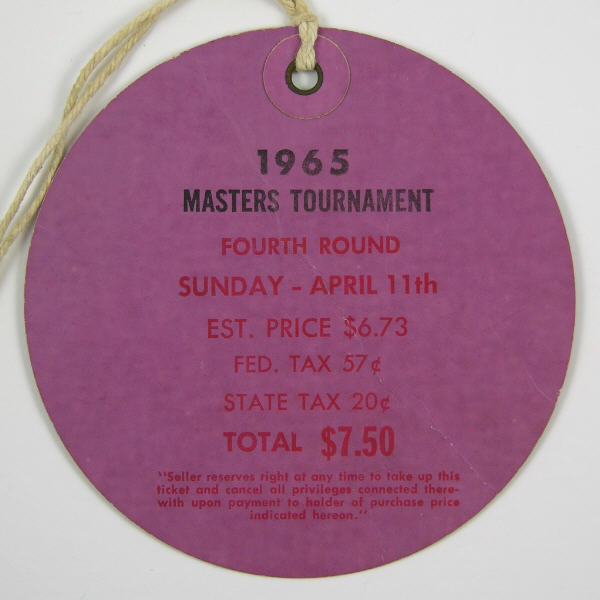 1965
MASTERS TOURNAMENT
FOURTH ROUND
SUNDAY - APRIL 11th
EST. PRICE $6.73
FED. TAX 57¢
STATE TAX 20¢
TOTAL $7.50
"Seller reserves right at any time to take up this
ticket and cancel all privileges connected there-
with upon payment to holder of purchase price
indicated hereon."